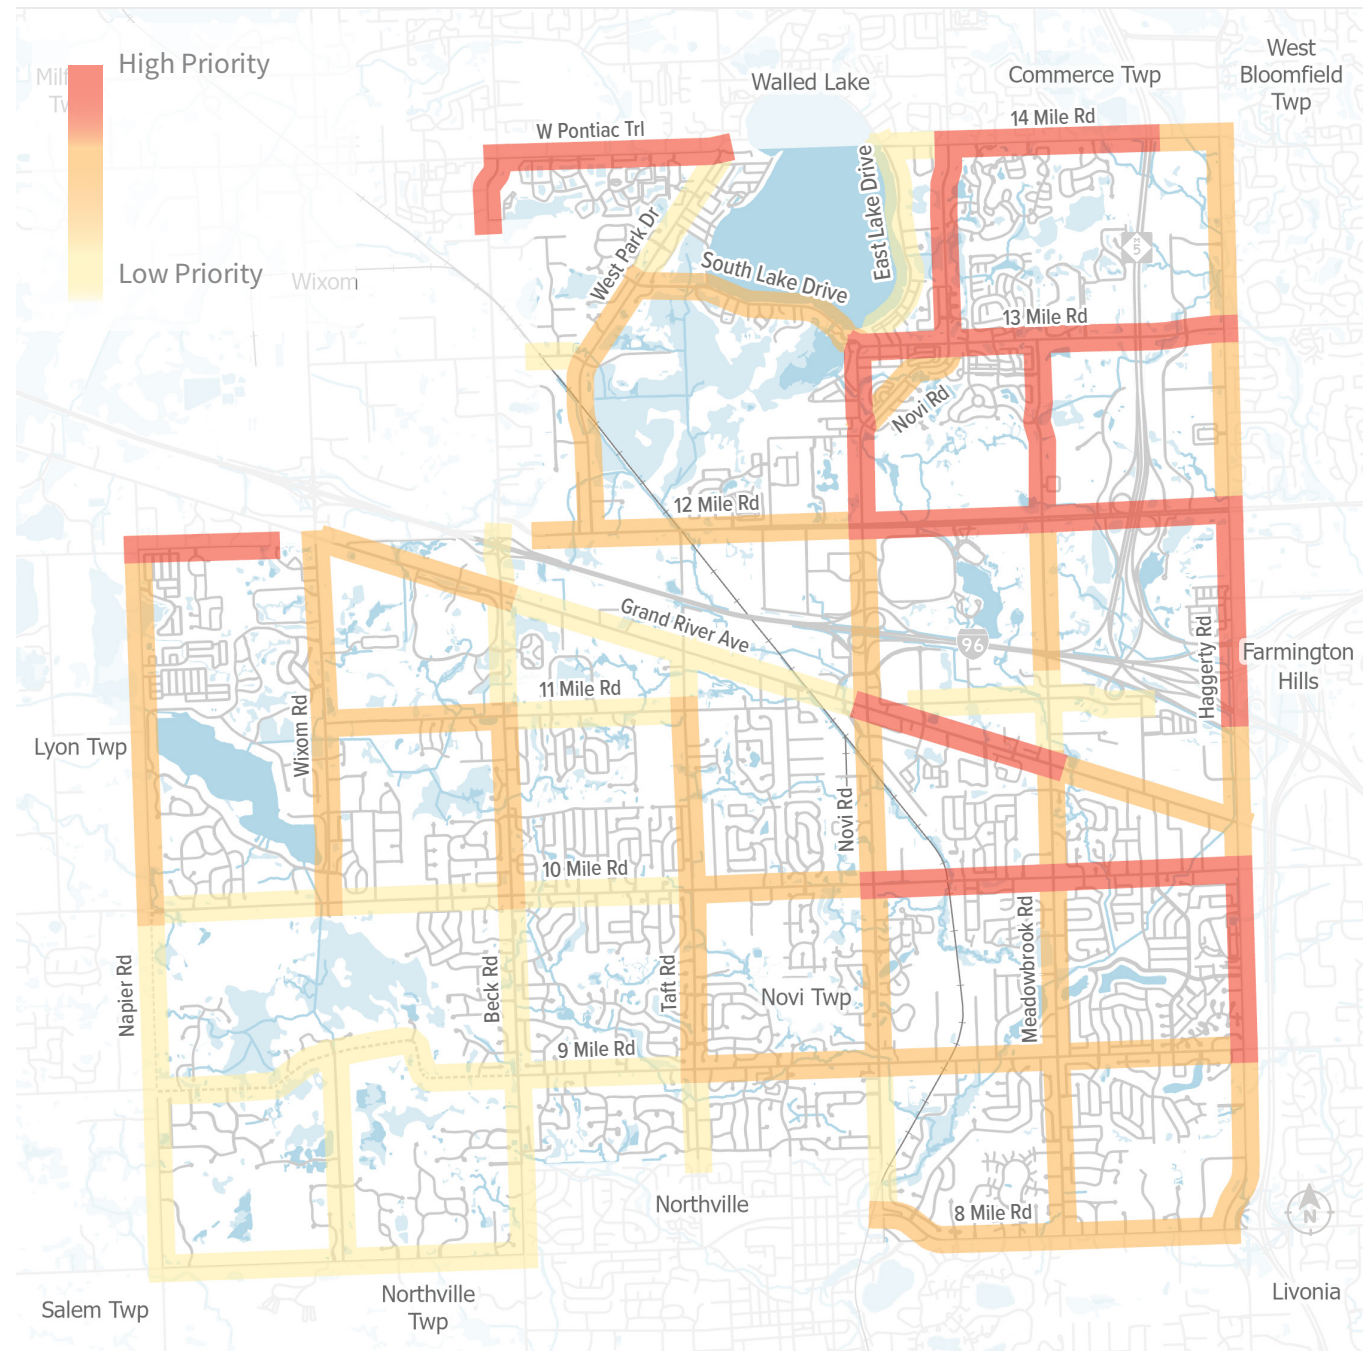 High Priority
Low Priority
Milf
Tw
Wixom
Walled Lake
Commerce Twp
West
Bloomfield
Twp
W Pontiac Trl
14 Mile Rd
East Lake Drive
West Park Dr
South Lake Drive
M
5
13 Mile Rd
Novi Rd
12 Mile Rd
Grand River Ave
96
Haggerty Rd
Farmington
Hills
11 Mile Rd
Wixom Rd
Lyon Twp
Novi Rd
10 Mile Rd
Napier Rd
Beck Rd
Taft Rd
Novi Twp
Meadowbrook Rd
9 Mile Rd
Northville
8 Mile Rd
N
Salem Twp
Northville
Twp
Livonia